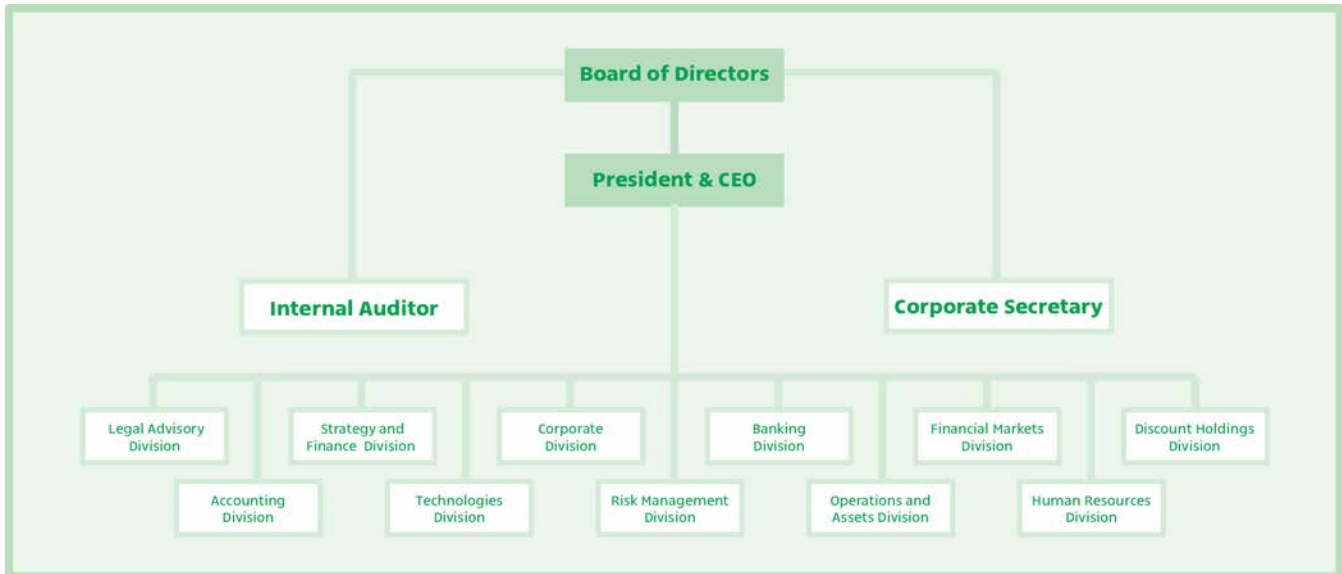 Board of Directors
President & CEO
Internal Auditor
Corporate Secretary
Legal Advisory
Division
Strategy and
Finance Division
Corporate
Division
Banking
Division
Financial Markets
Division
Discount Holdings
Division
Accounting
Division
Technologies
Division
Risk Management
Division
Operations and
Assets Division
Human Resources
Division